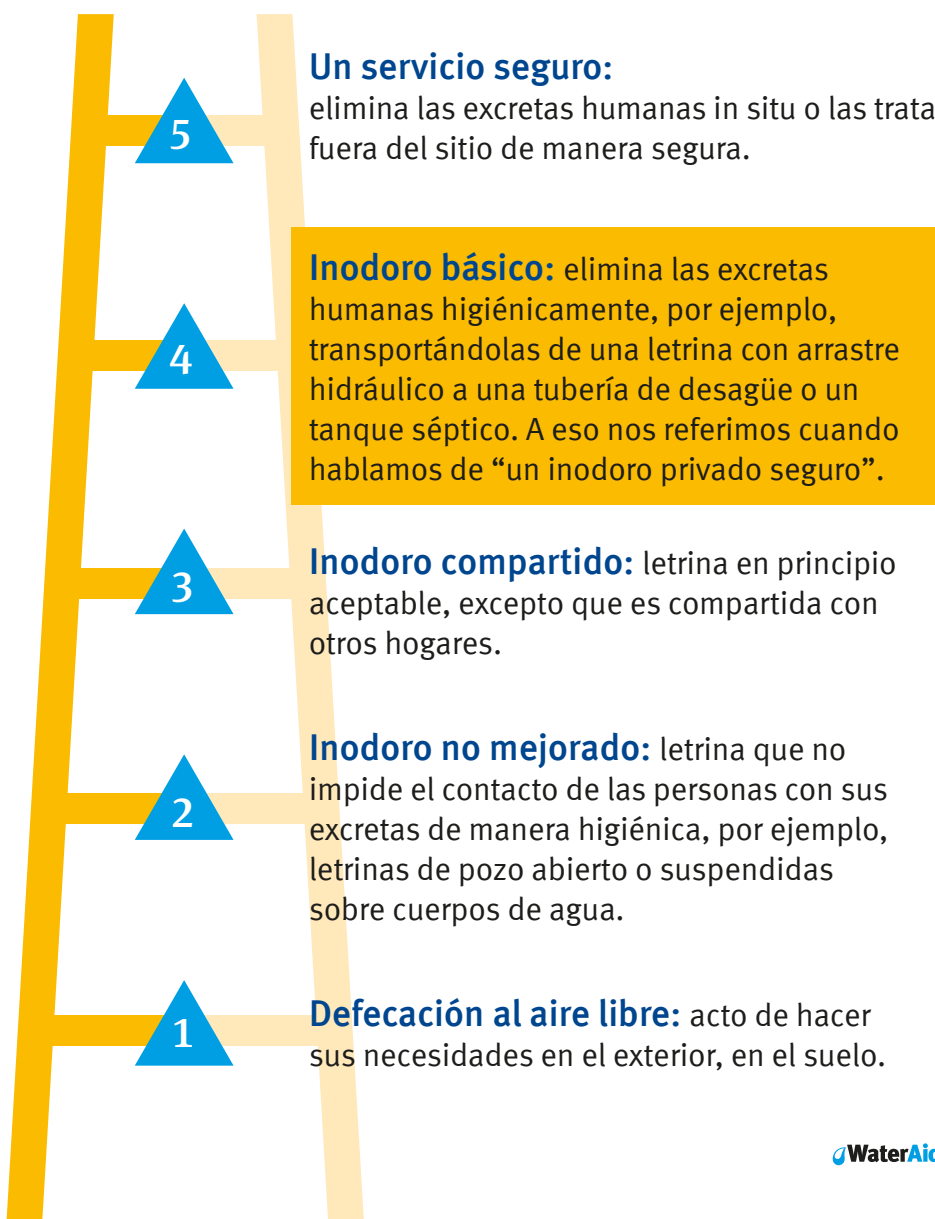 5
Un servicio seguro:
elimina las excretas humanas in situ o las trata
fuera del sitio de manera segura.
4
Inodoro básico: elimina las excretas
humanas higiénicamente, por ejemplo,
transportándolas de una letrina con arrastre
hidráulico a una tubería de desagüe o un
tanque séptico. A eso nos referimos cuando
hablamos de “un inodoro privado seguro”.
3
Inodoro compartido: letrina en principio
aceptable, excepto que es compartida con
otros hogares.
2
Inodoro no mejorado: letrina que no
impide el contacto de las personas con sus
excretas de manera higiénica, por ejemplo,
letrinas de pozo abierto o suspendidas
sobre cuerpos de agua.
1
Defecación al aire libre: acto de hacer
sus necesidades en el exterior, en el suelo.
WaterAid